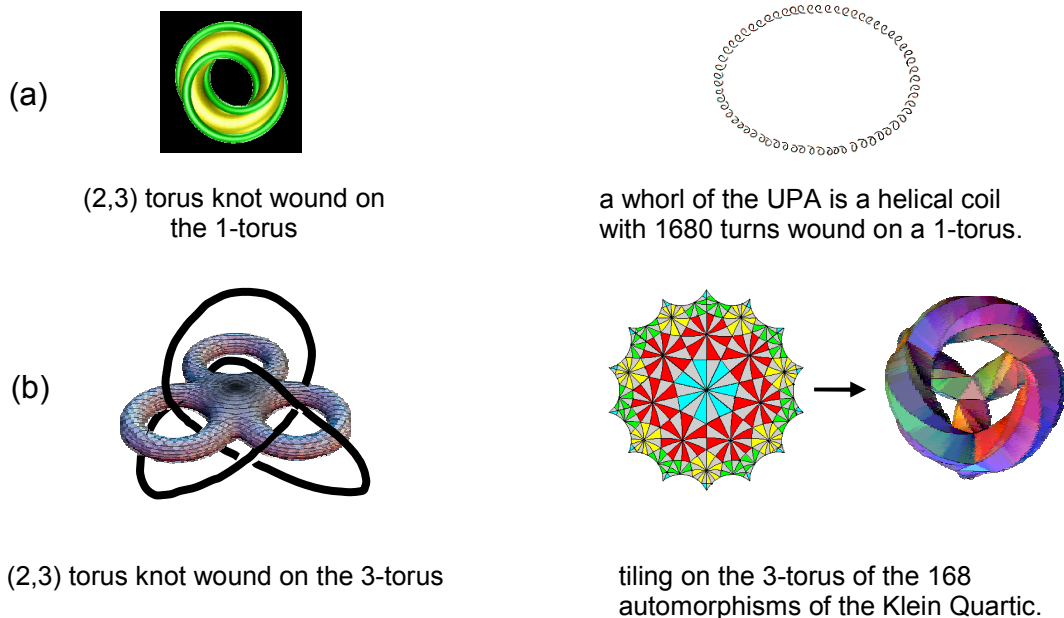 (a)
(2,3) torus knot wound on
the 1-torus
a whorl of the UPA is a helical coil
with 1680 turns wound on a 1-torus.
(b)
(2,3) torus knot wound on the 3-torus
tiling on the 3-torus of the 168
automorphisms of the Klein Quartic.